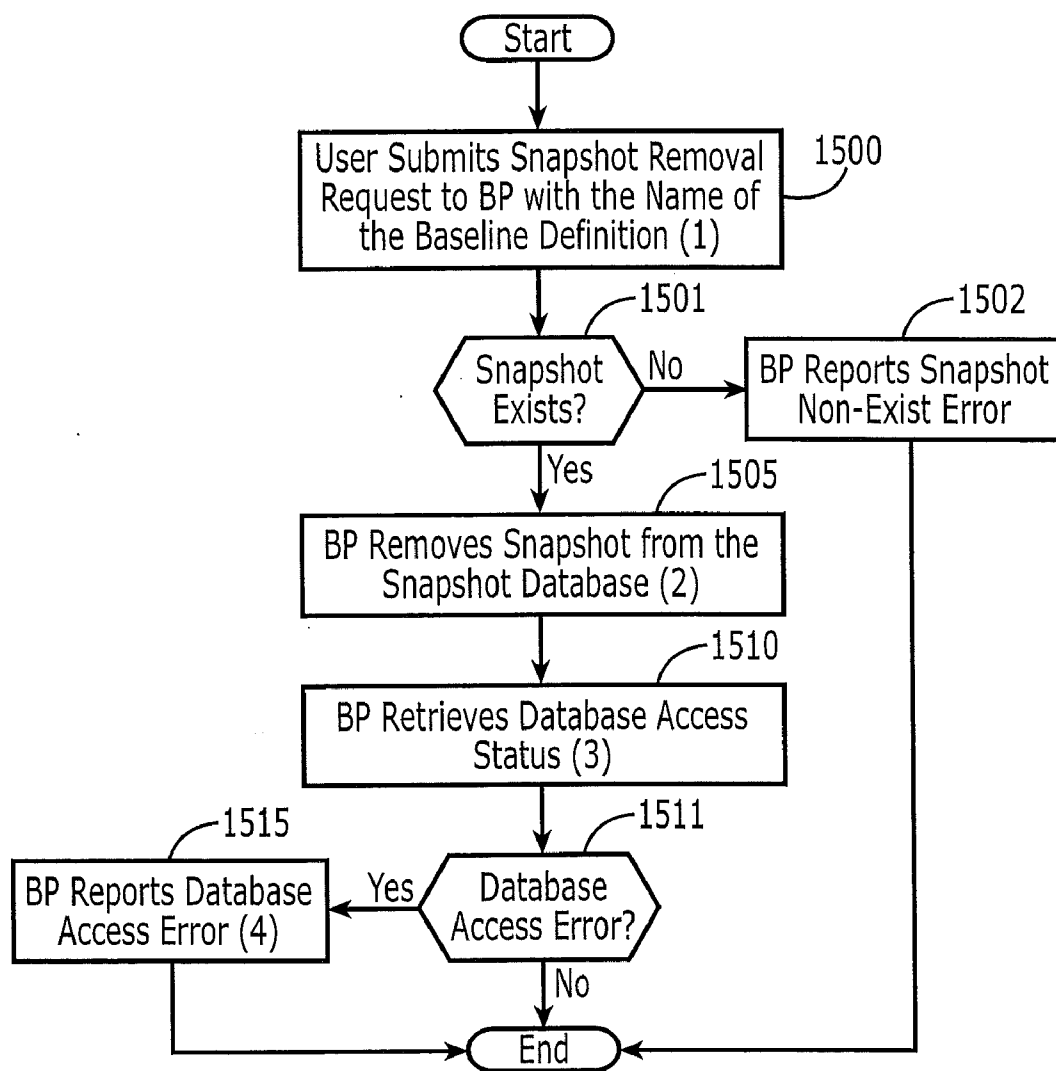 Start
User Submits Snapshot Removal
Request to BP with the Name of
the Baseline Definition (1)
1500
1501
Snapshot
Exists?
No
Yes
1502
BP Reports Snapshot
Non-Exist Error
1505
BP Removes Snapshot from the
Snapshot Database (2)
1510
BP Retrieves Database Access
Status (3)
1511
Database
Access Error?
Yes
No
1515
BP Reports Database
Access Error (4)
End